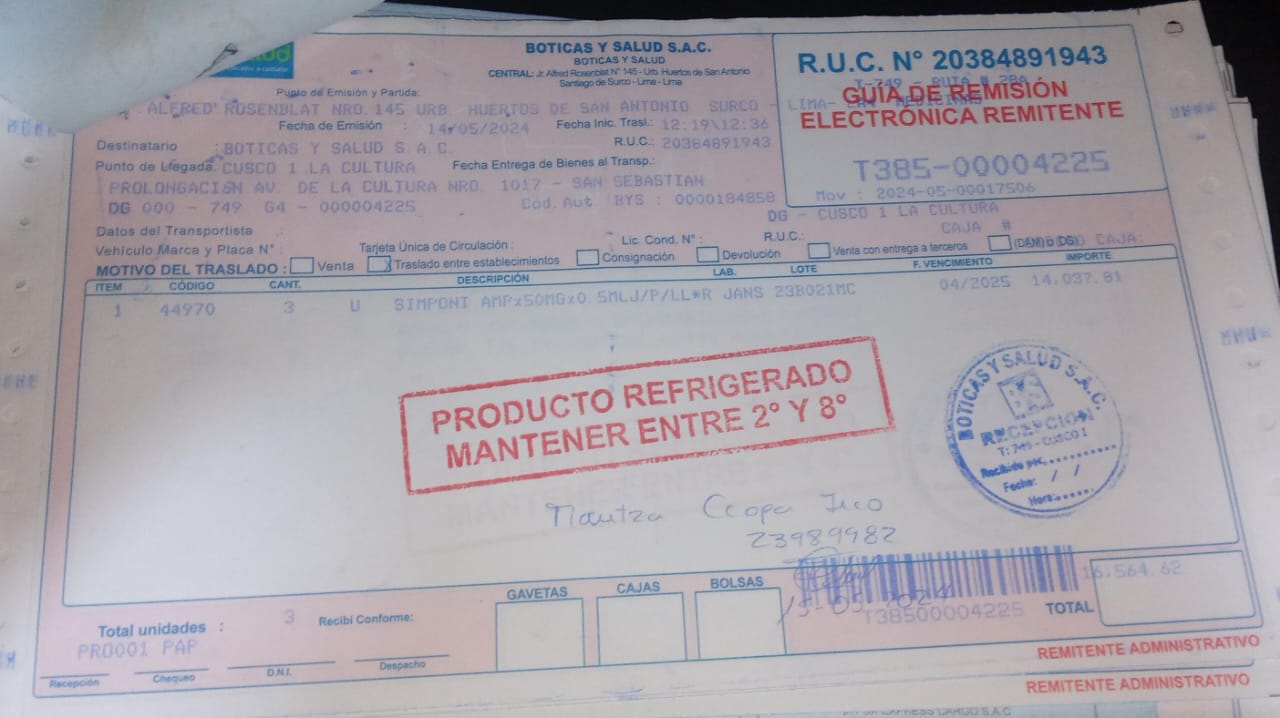 BOTICAS Y SALUD S.A.C.
BOTICAS Y SALUD
CENTRAL: Jr. Alfred Rosenblat N° 145 - Urb. Huertos de San Antonio
Santiago de Surco - Lima - Lima
R.U.C. N° 20384891943
T-749 - RUTA # 28A
GUÍA DE REMISIÓN
ELECTRÓNICA REMITENTE
T385-00004225
Mov : 2024-05-00017506
Punto de Emisión y Partida:
ALFRED ROSENBLAT NRO.145 URB. HUERTOS DE SAN ANTONIO SURCO - LIMA-
Fecha de Emisión : 14/05/2024 Fecha Inic. Trasl.: 12:19\12:36
Destinatario : BOTICAS Y SALUD S.A.C. R.U.C.: 20384891943
Punto de Llegada: CUSCO 1 LA CULTURA Fecha Entrega de Bienes al Transp.:
PROLONGACION AV. DE LA CULTURA NRO. 1017 - SAN SEBASTIAN
DG 000 - 749 G4 - 000004225 Cod. Aut BYS : 0000184858
DG - CUSCO 1 LA CULTURA
Datos del Transportista CAJA #
Vehículo Marca y Placa N° : Tarjeta Única de Circulación : Lic. Cond. N° : R.U.C.:
MOTIVO DEL TRASLADO : Venta Traslado entre establecimientos Consignación Devolución Venta con entrega a terceros CAJA:
ITEM CÓDIGO CANT. DESCRIPCIÓN LAB. LOTE F. VENCIMIENTO IMPORTE
1 44970 3 U SIMPONI AMPx50MGx0.5MLJ/P/LL*R JANS 23B021MC 04/2025 14.037.81
PRODUCTO REFRIGERADO
MANTENER ENTRE 2° Y 8°
BOTICAS Y SALUD S.A.C.
RECEPCION
T: 749 - CUSCO 1
Recibido por:
Fecha: / /
Hora:
Ccopa
23989982
16.564.62
T38500004225
GAVETAS CAJAS BOLSAS TOTAL
Total unidades : 3 Recibí Conforme:
PR0001 PAP
Recepción Chequeo D.N.I. Despacho
REMITENTE ADMINISTRATIVO
REMITENTE ADMINISTRATIVO